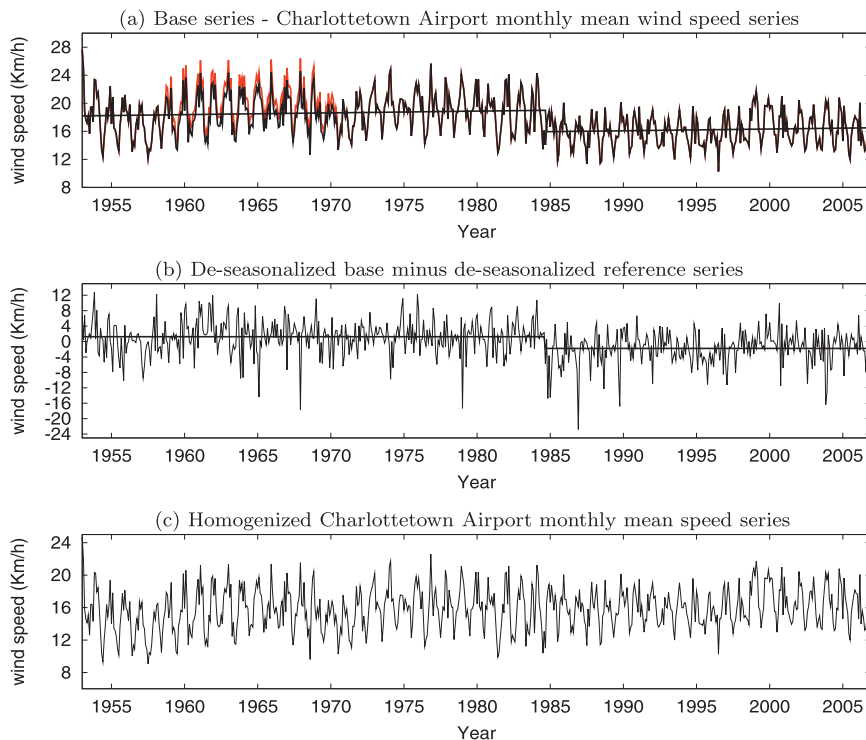 (a) Base series - Charlottetown Airport monthly mean wind speed series
wind speed (Km/h)
28
24
20
16
12
8
1955 1960 1965 1970 1975 1980 1985 1990 1995 2000 2005
Year
(b) De-seasonalized base minus de-seasonalized reference series
wind speed (Km/h)
12
8
4
0
-4
-8
-12
-16
-20
-24
1955 1960 1965 1970 1975 1980 1985 1990 1995 2000 2005
Year
(c) Homogenized Charlottetown Airport monthly mean speed series
wind speed (Km/h)
24
20
16
12
8
1955 1960 1965 1970 1975 1980 1985 1990 1995 2000 2005
Year